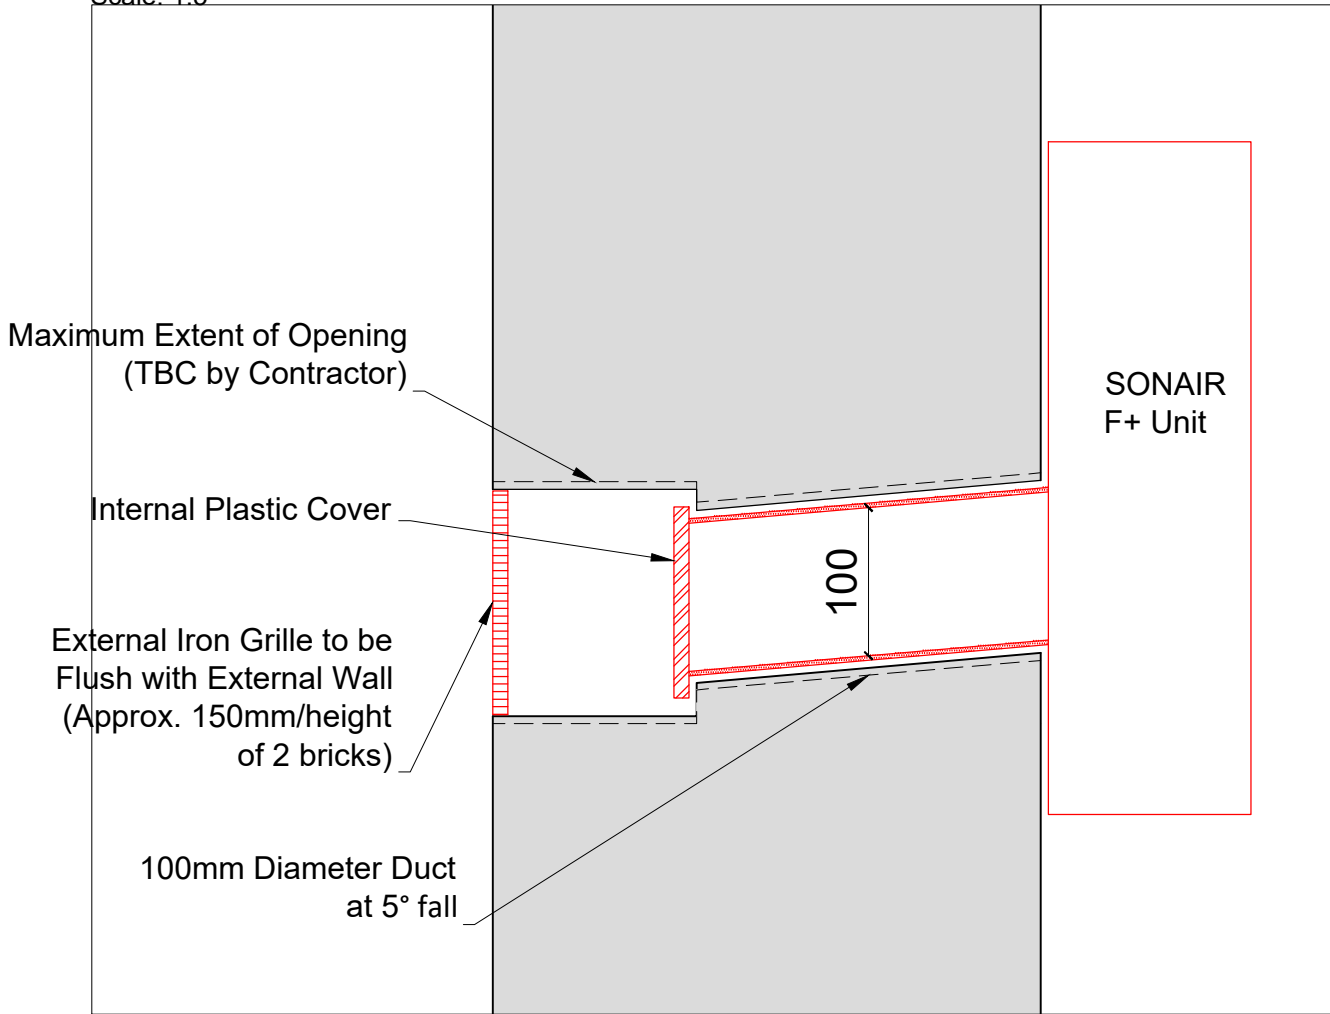 Maximum Extent of Opening
(TBC by Contractor)
SONAIR
F+ Unit
Internal Plastic Cover
100
External Iron Grille to be
Flush with External Wall
(Approx. 150mm/height
of 2 bricks)
100mm Diameter Duct
at 5° fall